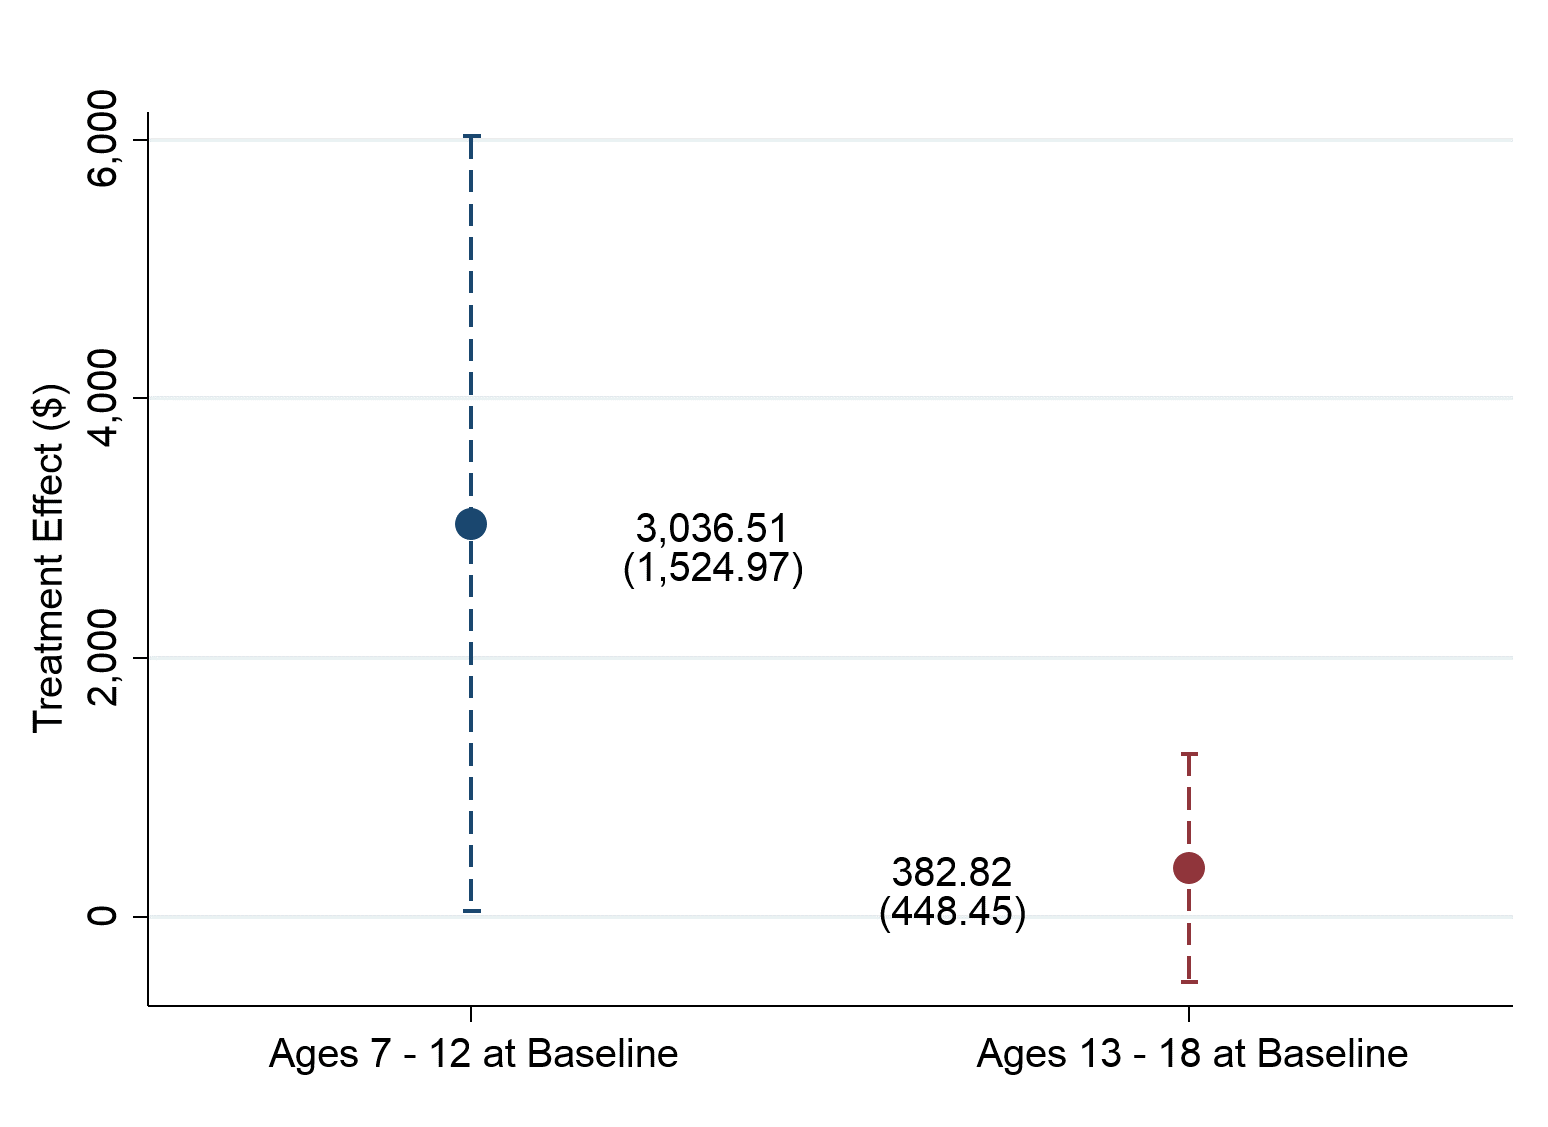 Treatment Effect ($)
6,000
4,000
2,000
0
3,036.51
(1,524.97)
382.82
(448.45)
Ages 7 - 12 at Baseline
Ages 13 - 18 at Baseline